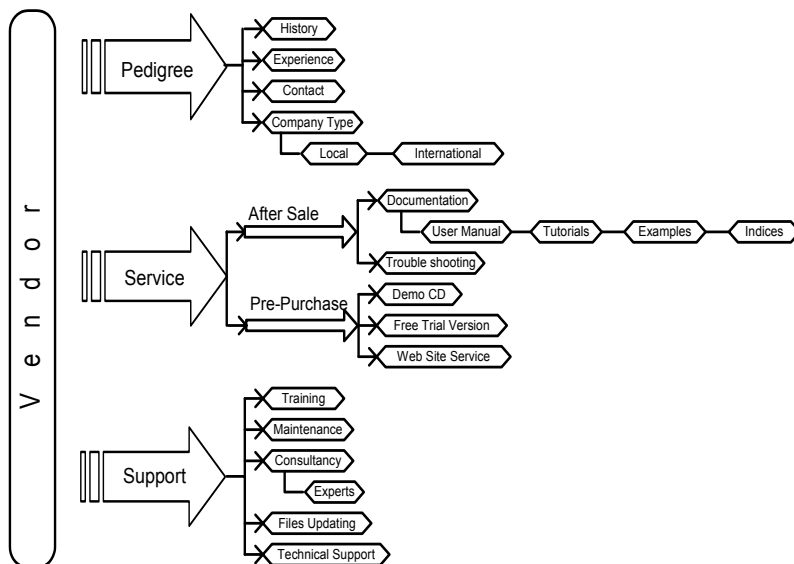 Vendor
Pedigree
History
Experience
Contact
Company Type
Local
International
Service
After Sale
Documentation
User Manual
Tutorials
Examples
Indices
Trouble shooting
Pre-Purchase
Demo CD
Free Trial Version
Web Site Service
Support
Training
Maintenance
Consultancy
Experts
Files Updating
Technical Support